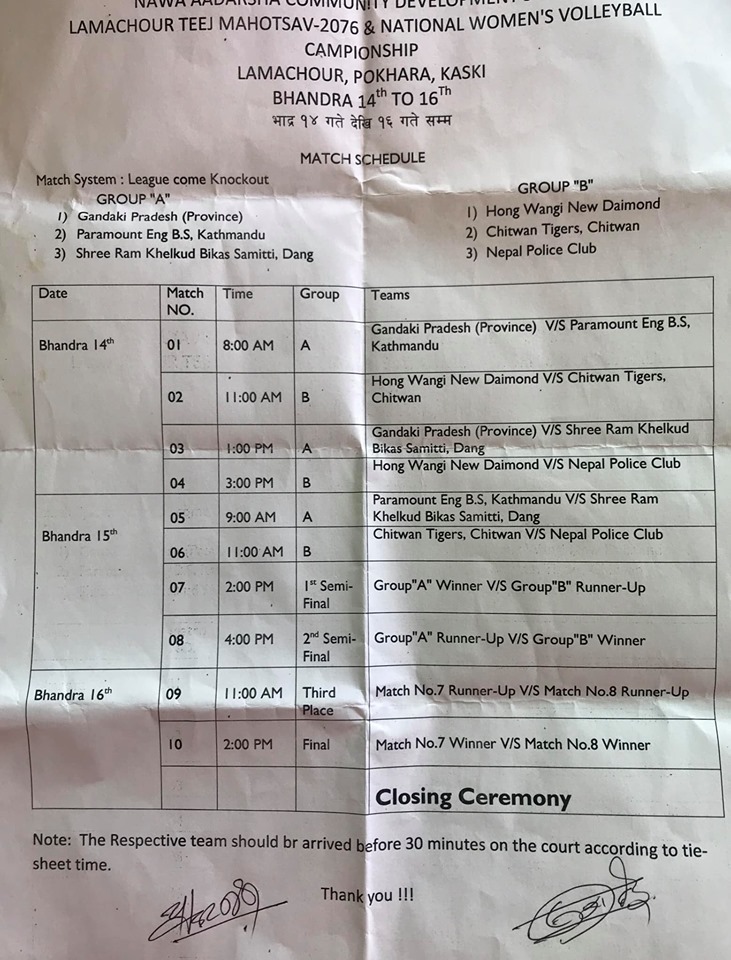 NAWA AADARSHA COMMUNITY DEVELOPMENT
LAMACHOUR TEEJ MAHOTSAV-2076 & NATIONAL WOMEN'S VOLLEYBALL
CAMPIONSHIP
LAMACHOUR, POKHARA, KASKI
BHANDRA 14th TO 16Th
भाद्र १४ गते देखि १६ गते सम्म
MATCH SCHEDULE
Match System : League come Knockout
GROUP "A"
1) Gandaki Pradesh (Province)
2) Paramount Eng B.S, Kathmandu
3) Shree Ram Khelkud Bikas Samitti, Dang
GROUP "B"
1) Hong Wangi New Daimond
2) Chitwan Tigers, Chitwan
3) Nepal Police Club
Date Match NO. Time Group Teams
Bhandra 14th 01 8:00 AM A Gandaki Pradesh (Province) V/S Paramount Eng B.S,
Kathmandu
02 11:00 AM B Hong Wangi New Daimond V/S Chitwan Tigers,
Chitwan
03 1:00 PM A Gandaki Pradesh (Province) V/S Shree Ram Khelkud
Bikas Samitti, Dang
04 3:00 PM B Hong Wangi New Daimond V/S Nepal Police Club
Bhandra 15th 05 9:00 AM A Paramount Eng B.S, Kathmandu V/S Shree Ram
Khelkud Bikas Samitti, Dang
06 11:00 AM B Chitwan Tigers, Chitwan V/S Nepal Police Club
07 2:00 PM 1st Semi-
Final Group"A" Winner V/S Group"B" Runner-Up
08 4:00 PM 2nd Semi-
Final Group"A" Runner-Up V/S Group"B" Winner
Bhandra 16th 09 11:00 AM Third
Place Match No.7 Runner-Up V/S Match No.8 Runner-Up
10 2:00 PM Final Match No.7 Winner V/S Match No.8 Winner
Closing Ceremony
Note: The Respective team should br arrived before 30 minutes on the court according to tie-
sheet time.
Thank you !!!